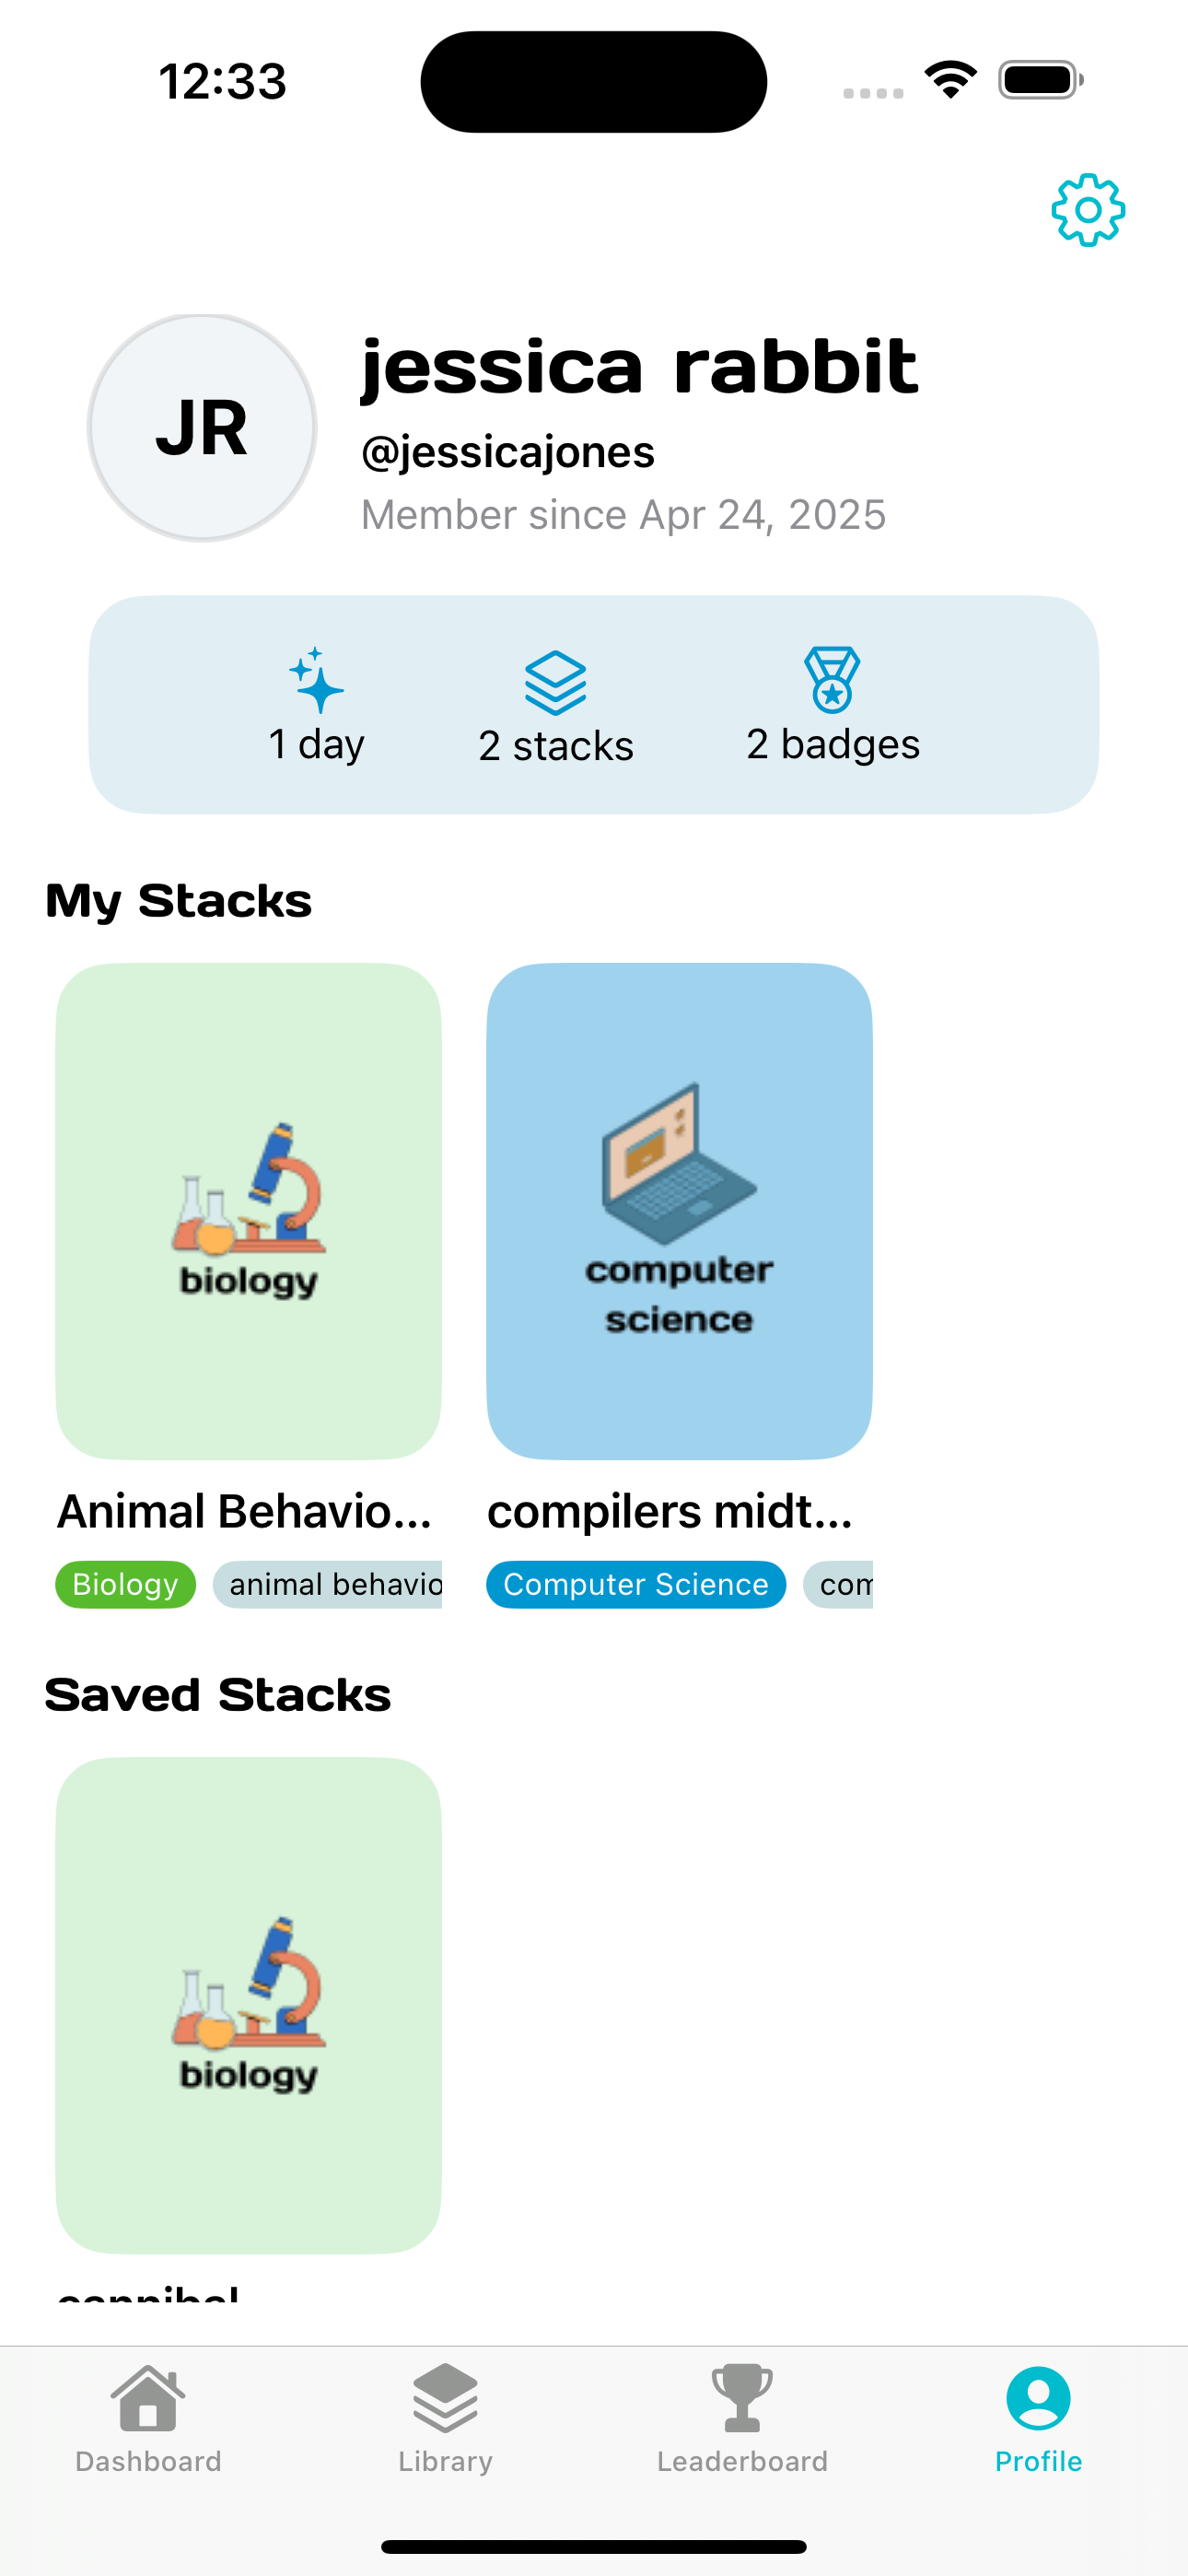 12:33
JR
jessica rabbit
@jessicajones
Member since Apr 24, 2025
1 day
2 stacks
2 badges
My Stacks
biology
computer
science
Animal Behavio...
compilers midt...
Biology
animal behavio
Computer Science
com
Saved Stacks
biology
cannibal
Dashboard
Library
Leaderboard
Profile